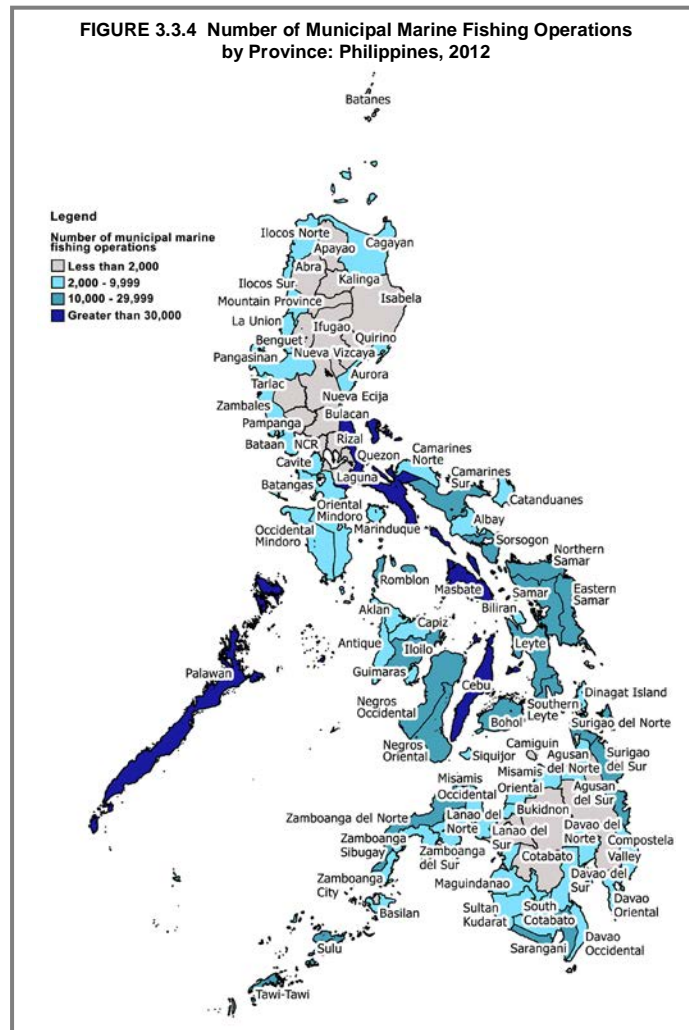 FIGURE 3.3.4 Number of Municipal Marine Fishing Operations
by Province: Philippines, 2012
Batanes
Legend
Number of municipal marine
fishing operations
Less than 2,000
2,000 - 9,999
10,000 - 29,999
Greater than 30,000
Ilocos Norte
Cagayan
Apayao
Abra
Kalinga
Ilocos Sur
Isabela
Mountain Province
La Union
Ifugao
Benguet
Quirino
Nueva Vizcaya
Pangasinan
Aurora
Tarlac
Nueva Ecija
Zambales
Bulacan
Pampanga
Bataan
NCR
Rizal
Quezon
Camarines
Norte
Cavite
Laguna
Camarines
Sur
Batangas
Catanduanes
Oriental
Mindoro
Albay
Marinduque
Occidental
Mindoro
Sorsogon
Northern
Samar
Romblon
Masbate
Samar
Eastern
Samar
Biliran
Aklan
Capiz
Antique
Iloilo
Leyte
Palawan
Guimaras
Cebu
Dinagat Island
Negros
Occidental
Southern
Leyte
Bohol
Surigao del Norte
Negros
Oriental
Siquijor
Camiguin
Surigao
del Sur
Agusan
del Norte
Misamis
Oriental
Misamis
Occidental
Agusan
del Sur
Bukidnon
Zamboanga del Norte
Lanao del
Norte
Lanao del
Sur
Davao del
Norte
Compostela
Valley
Zamboanga
Sibugay
Zamboanga
del Sur
Cotabato
Davao del
Sur
Zamboanga
City
Maguindanao
Davao
Oriental
Basilan
Sultan
Kudarat
South
Cotabato
Davao
Occidental
Sarangani
Sulu
Tawi-Tawi